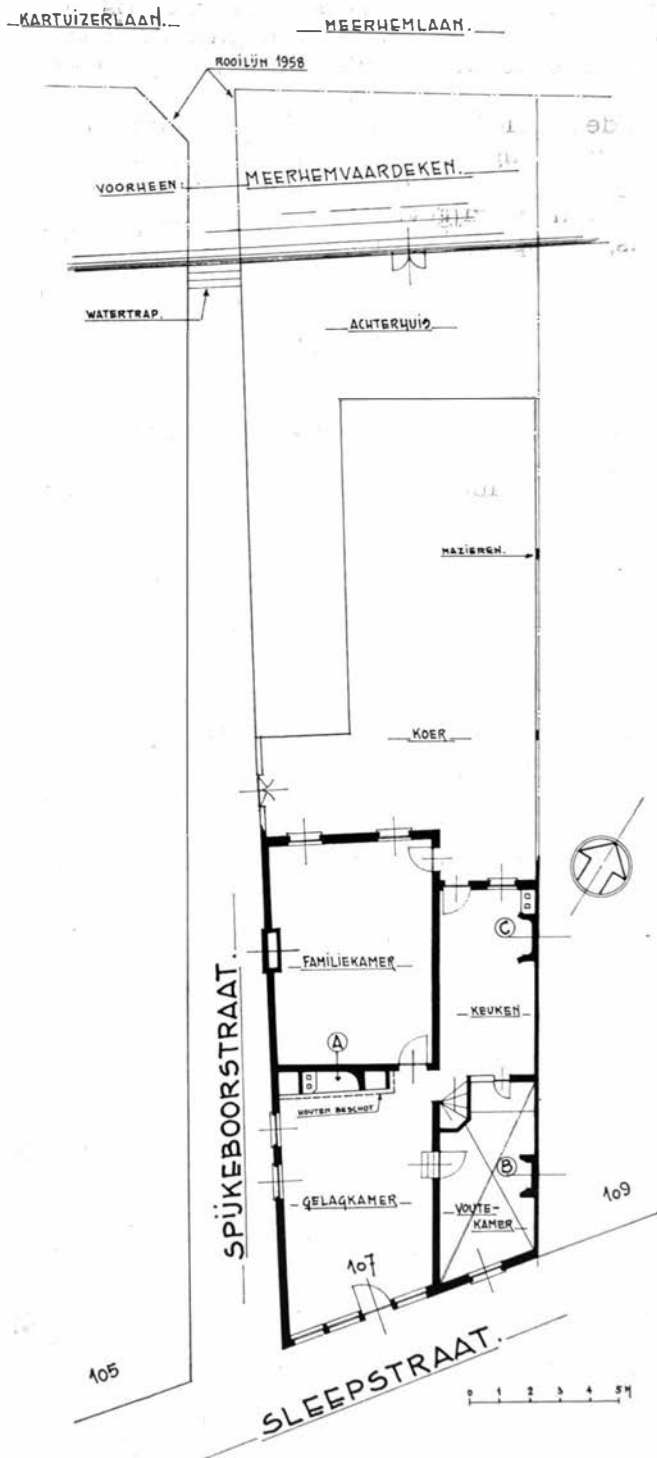 KARTUIZERLAAN.
MEERHEMLAAN.
ROOILIJN 1958
VOORHEEN:
MEERHEMVAARDEKEN.
WATERTRAP.
ACHTERHUIS
MAZIEREN.
KOER
C
FAMILIEKAMER
KEUKEN
A
HOUTEN BESCHOT
SPIJKEBOORSTRAAT.
B
GELAGKAMER
VOUTE-
KAMER
109
107
105
SLEEPSTRAAT.
0 1 2 3 4 5 M